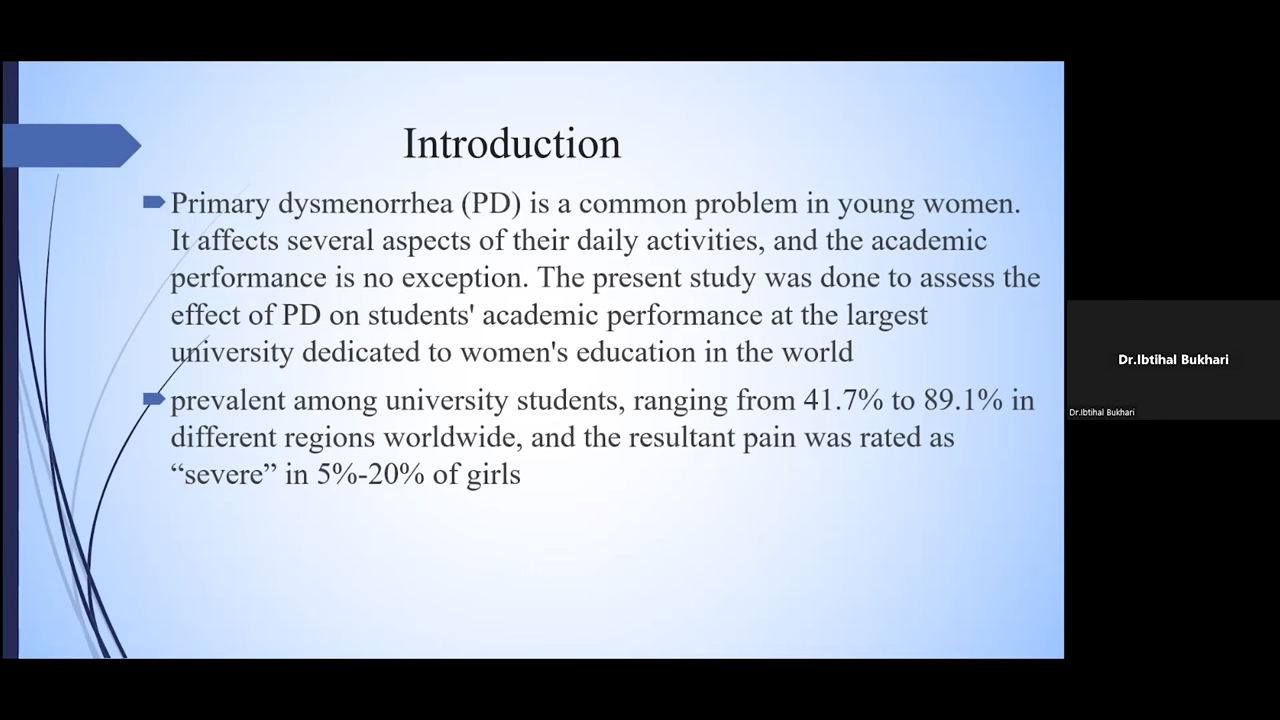 Introduction
Primary dysmenorrhea (PD) is a common problem in young women.
It affects several aspects of their daily activities, and the academic
performance is no exception. The present study was done to assess the
effect of PD on students' academic performance at the largest
university dedicated to women's education in the world
prevalent among university students, ranging from 41.7% to 89.1% in
different regions worldwide, and the resultant pain was rated as
“severe” in 5%-20% of girls
Dr.Ibtihal Bukhari
Dr.Ibtihal Bukhari